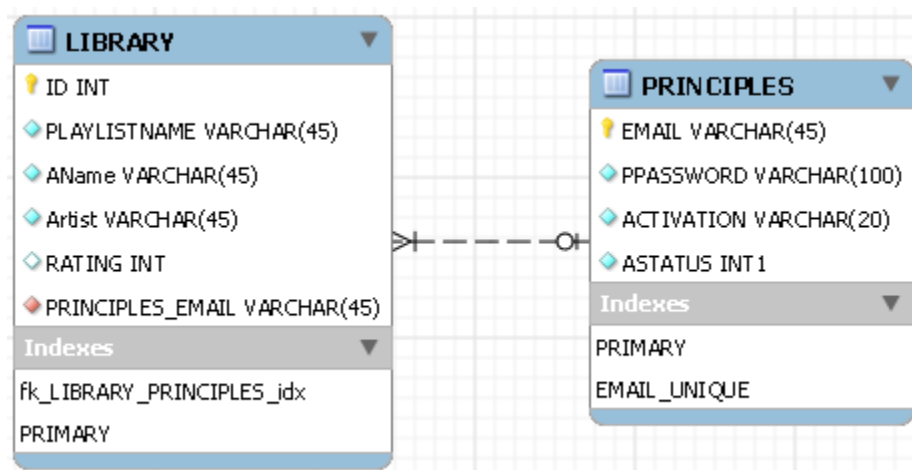 LIBRARY
ID INT
PLAYLISTNAME VARCHAR(45)
AName VARCHAR(45)
Artist VARCHAR(45)
RATING INT
PRINCIPLES_EMAIL VARCHAR(45)
Indexes
fk_LIBRARY_PRINCIPLES_idx
PRIMARY
PRINCIPLES
EMAIL VARCHAR(45)
PPASSWORD VARCHAR(100)
ACTIVATION VARCHAR(20)
ASTATUS INT1
Indexes
PRIMARY
EMAIL_UNIQUE